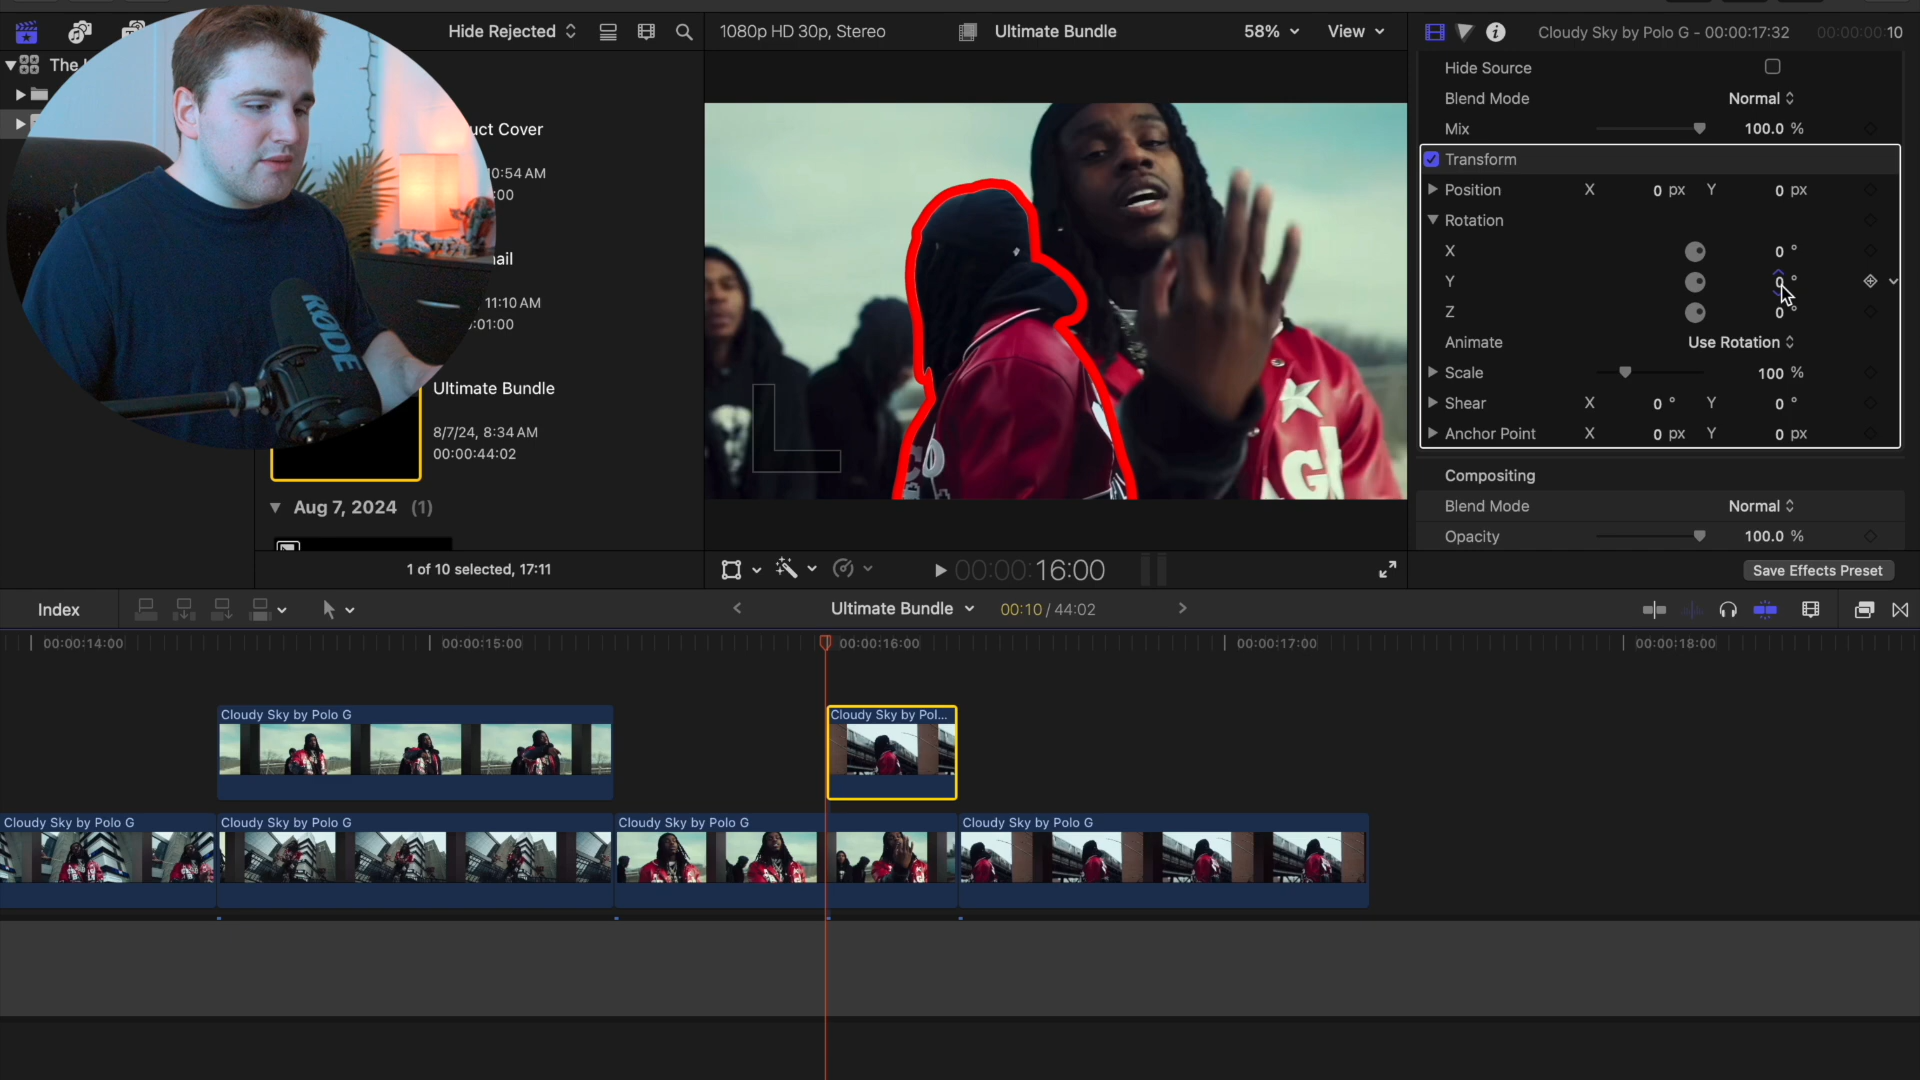 Hide Rejected
1080p HD 30p, Stereo
Ultimate Bundle
58%
View
Cloudy Sky by Polo G - 00:00:17:32
00:00:00:10
The
uct Cover
0:54 AM
:00
ail
11:10 AM
:01:00
RØDE
Ultimate Bundle
8/7/24, 8:34 AM
00:00:44:02
Aug 7, 2024 (1)
1 of 10 selected, 17:11
Hide Source
Blend Mode Normal
Mix 100.0 %
Transform
Position X 0 px Y 0 px
Rotation
X 0 °
Y 0 °
Z 0 °
Animate Use Rotation
Scale 100 %
Shear X 0 ° Y 0 °
Anchor Point X 0 px Y 0 px
Compositing
Blend Mode Normal
Opacity 100.0 %
Save Effects Preset
00:00:16:00
Index
Ultimate Bundle
00:10 / 44:02
00:00:14:00
00:00:15:00
00:00:16:00
00:00:17:00
00:00:18:00
Cloudy Sky by Polo G
Cloudy Sky by Pol...
Cloudy Sky by Polo G
Cloudy Sky by Polo G
Cloudy Sky by Polo G
Cloudy Sky by Polo G